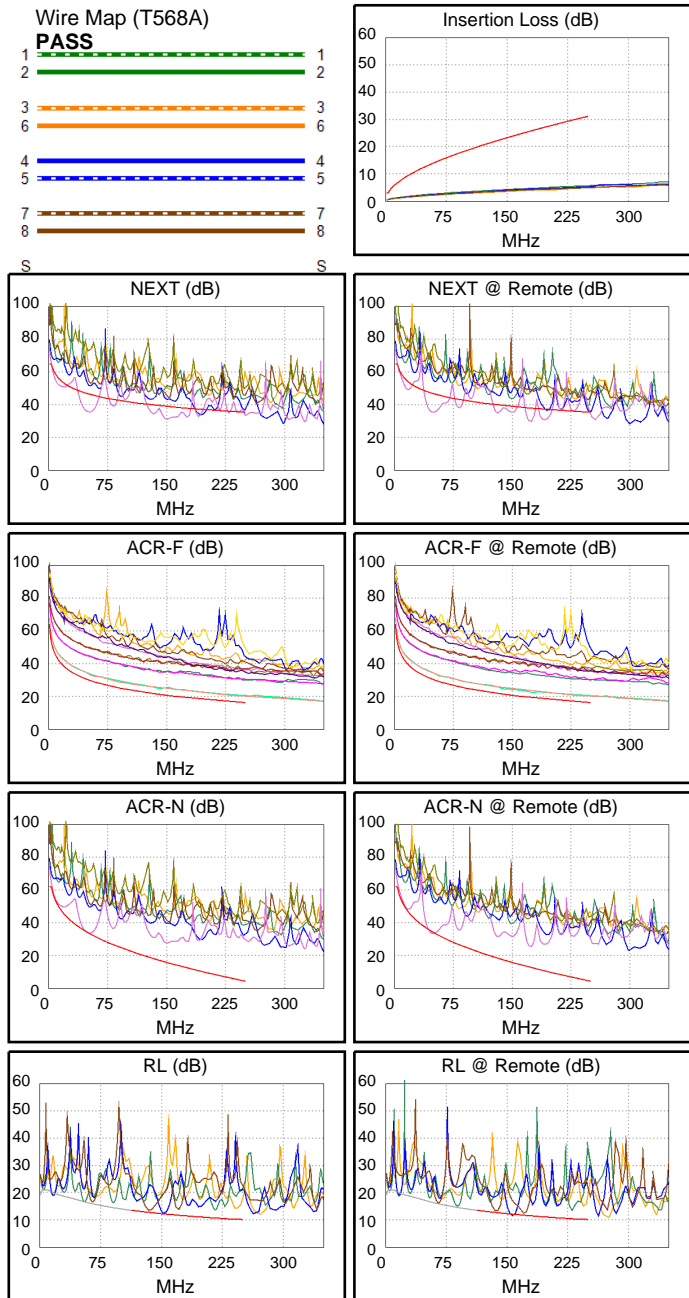 Wire Map (T568A)
PASS
1 1
2 2
3 3
6 6
4 4
5 5
7 7
8 8
S S
Insertion Loss (dB)
60
50
40
30
20
10
0
0 75 150 225 300
MHz
NEXT (dB)
100
80
60
40
20
0
0 75 150 225 300
MHz
NEXT @ Remote (dB)
100
80
60
40
20
0
0 75 150 225 300
MHz
ACR-F (dB)
100
80
60
40
20
0
0 75 150 225 300
MHz
ACR-F @ Remote (dB)
100
80
60
40
20
0
0 75 150 225 300
MHz
ACR-N (dB)
100
80
60
40
20
0
0 75 150 225 300
MHz
ACR-N @ Remote (dB)
100
80
60
40
20
0
0 75 150 225 300
MHz
RL (dB)
60
50
40
30
20
10
0
0 75 150 225 300
MHz
RL @ Remote (dB)
60
50
40
30
20
10
0
0 75 150 225 300
MHz